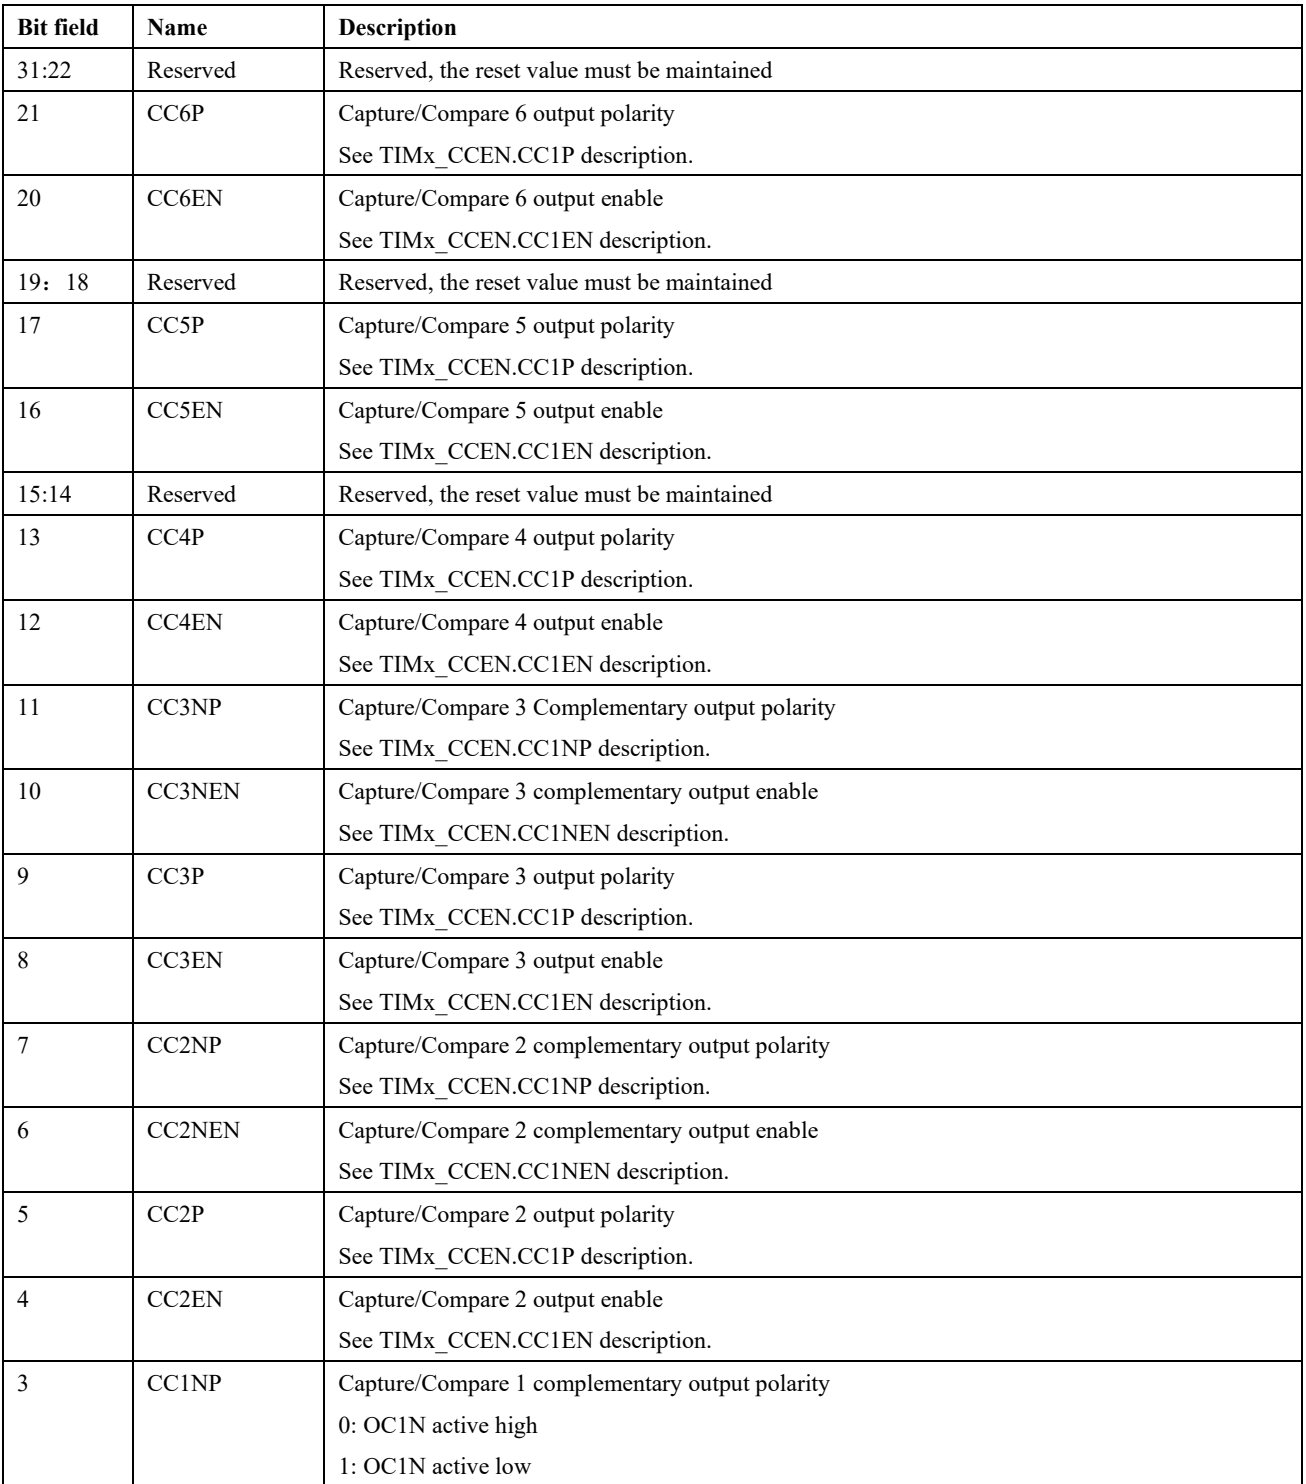 Bit field Name Description
31:22 Reserved Reserved, the reset value must be maintained
21 CC6P Capture/Compare 6 output polarity
See TIMx_CCEN.CC1P description.
20 CC6EN Capture/Compare 6 output enable
See TIMx_CCEN.CC1EN description.
19：18 Reserved Reserved, the reset value must be maintained
17 CC5P Capture/Compare 5 output polarity
See TIMx_CCEN.CC1P description.
16 CC5EN Capture/Compare 5 output enable
See TIMx_CCEN.CC1EN description.
15:14 Reserved Reserved, the reset value must be maintained
13 CC4P Capture/Compare 4 output polarity
See TIMx_CCEN.CC1P description.
12 CC4EN Capture/Compare 4 output enable
See TIMx_CCEN.CC1EN description.
11 CC3NP Capture/Compare 3 Complementary output polarity
See TIMx_CCEN.CC1NP description.
10 CC3NEN Capture/Compare 3 complementary output enable
See TIMx_CCEN.CC1NEN description.
9 CC3P Capture/Compare 3 output polarity
See TIMx_CCEN.CC1P description.
8 CC3EN Capture/Compare 3 output enable
See TIMx_CCEN.CC1EN description.
7 CC2NP Capture/Compare 2 complementary output polarity
See TIMx_CCEN.CC1NP description.
6 CC2NEN Capture/Compare 2 complementary output enable
See TIMx_CCEN.CC1NEN description.
5 CC2P Capture/Compare 2 output polarity
See TIMx_CCEN.CC1P description.
4 CC2EN Capture/Compare 2 output enable
See TIMx_CCEN.CC1EN description.
3 CC1NP Capture/Compare 1 complementary output polarity
0: OC1N active high
1: OC1N active low